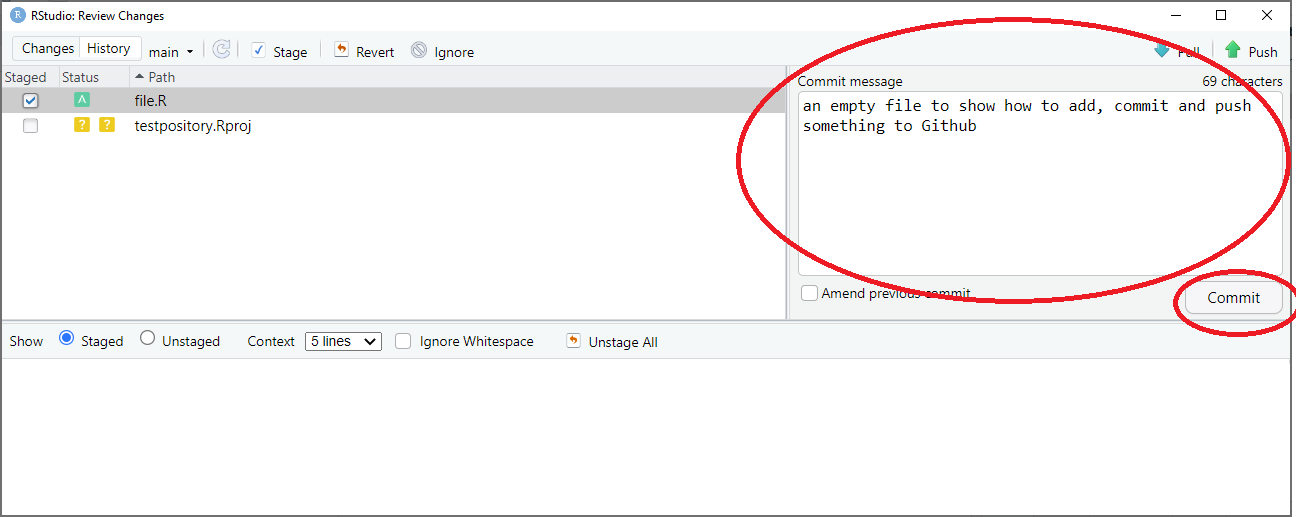 RStudio: Review Changes
Changes History main Stage Revert Ignore Pull Push
Staged Status Path
file.R
? ? testpository.Rproj
Commit message 69 characters
an empty file to show how to add, commit and push
something to Github
Amend previous commit Commit
Show Staged Unstaged Context 5 lines Ignore Whitespace Unstage All